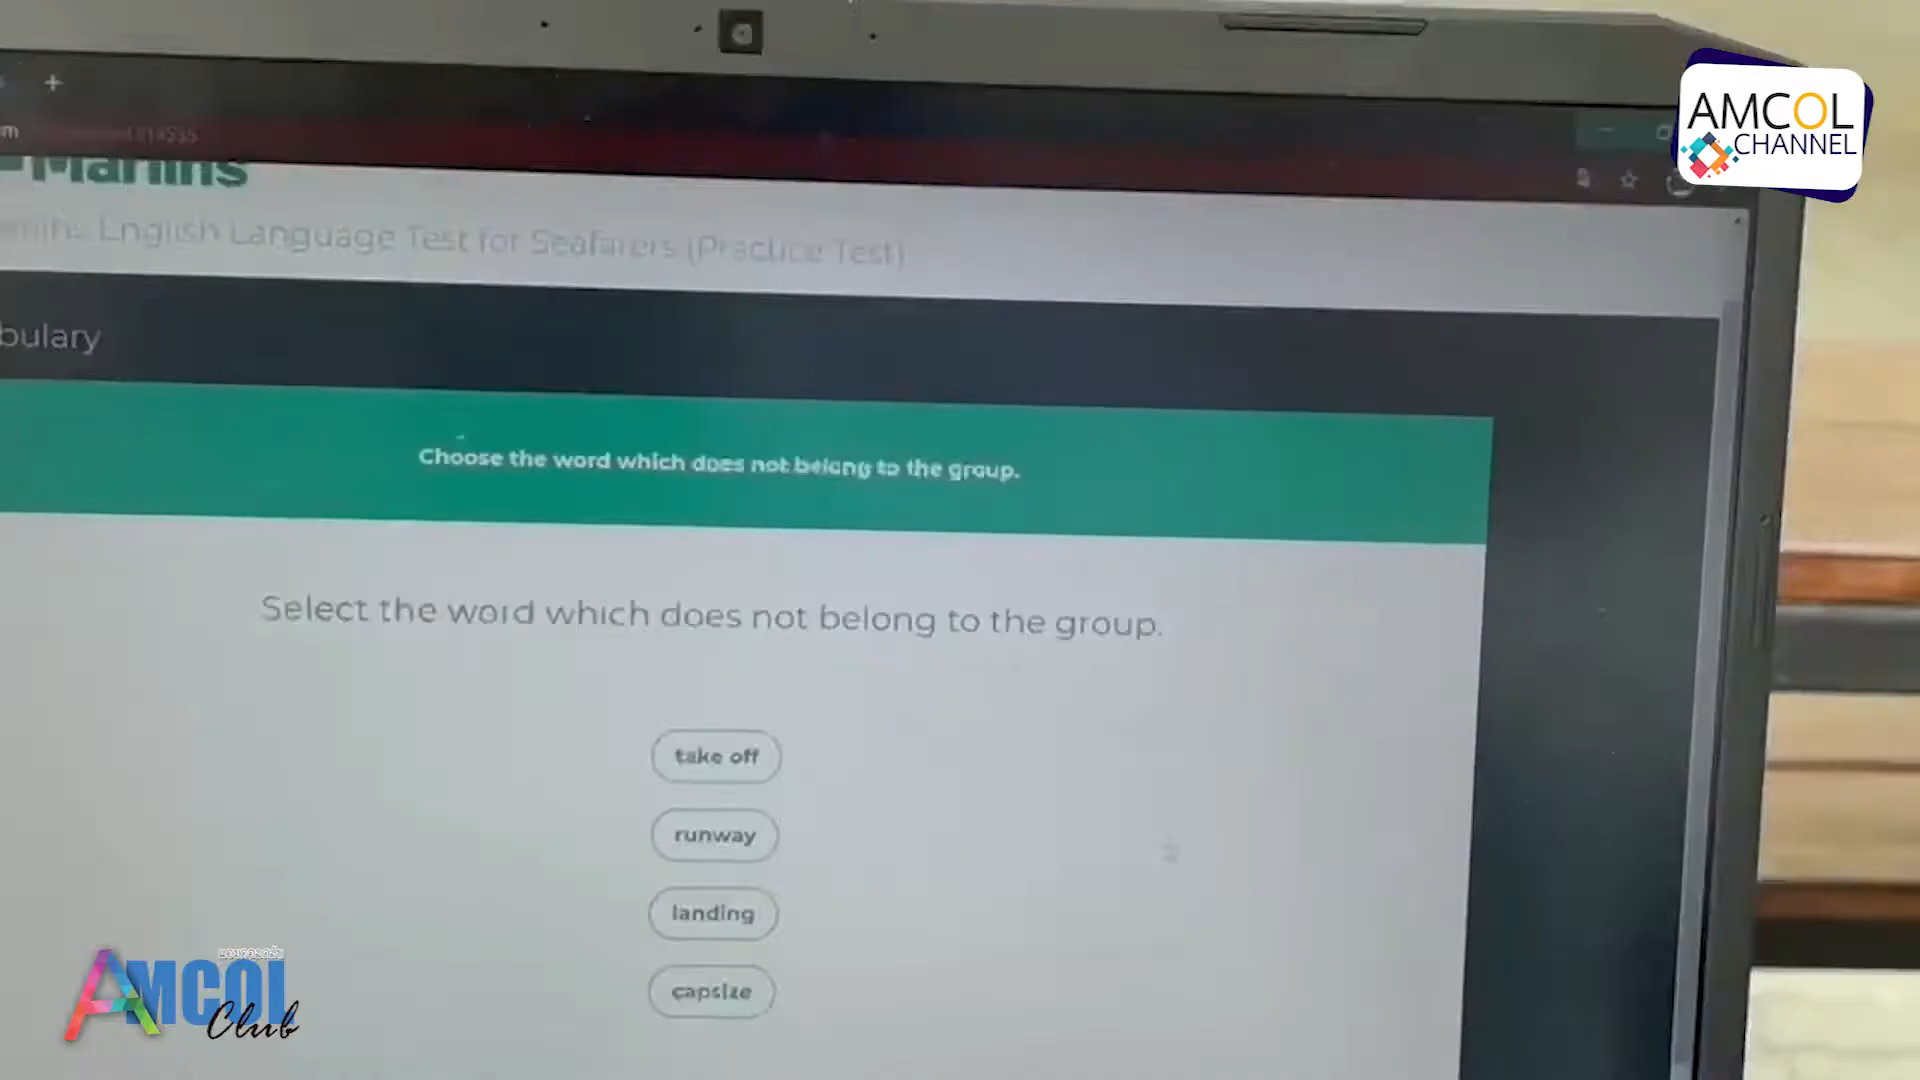 AMCOL
CHANNEL
Marlins
English Language Test for Seafarers (Practice Test)
bulary
Choose the word which does not belong to the group.
Select the word which does not belong to the group.
take off
runway
landing
capsize
AMCOL
Club